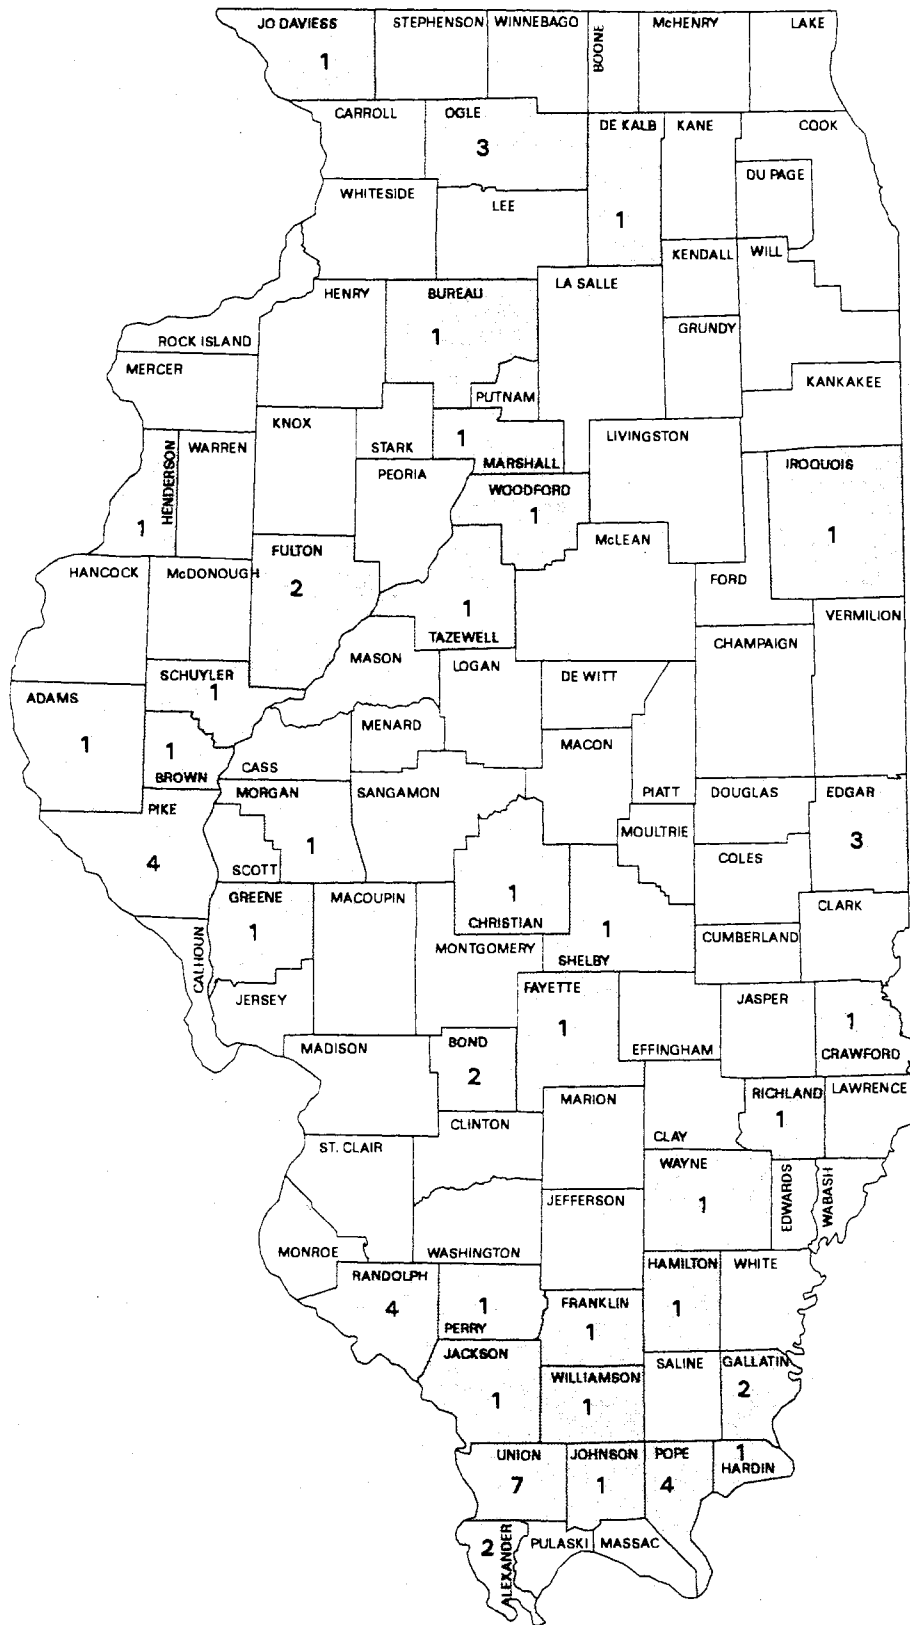 JO DAVIESS
1
STEPHENSON
WINNEBAGO
BOONE
McHENRY
LAKE
CARROLL
OGLE
3
DE KALB
1
KANE
COOK
DU PAGE
WHITESIDE
LEE
KENDALL
WILL
HENRY
BUREAU
1
LA SALLE
GRUNDY
ROCK ISLAND
MERCER
PUTNAM
KANKAKEE
KNOX
STARK
1
MARSHALL
LIVINGSTON
HENDERSON
1
WARREN
PEORIA
WOODFORD
1
IROQUOIS
1
HANCOCK
McDONOUGH
FULTON
2
McLEAN
FORD
1
TAZEWELL
VERMILION
CHAMPAIGN
MASON
LOGAN
DE WITT
SCHUYLER
1
ADAMS
1
1
BROWN
CASS
MENARD
MACON
PIATT
PIKE
4
MORGAN
1
SANGAMON
DOUGLAS
EDGAR
3
MOULTRIE
SCOTT
COLES
GREENE
1
MACOUPIN
1
CHRISTIAN
1
SHELBY
CLARK
CALHOUN
MONTGOMERY
CUMBERLAND
JERSEY
FAYETTE
1
JASPER
1
CRAWFORD
MADISON
BOND
2
EFFINGHAM
MARION
RICHLAND
1
LAWRENCE
CLINTON
ST. CLAIR
CLAY
WAYNE
1
EDWARDS
WABASH
JEFFERSON
MONROE
WASHINGTON
HAMILTON
1
WHITE
RANDOLPH
4
1
PERRY
FRANKLIN
1
JACKSON
1
WILLIAMSON
1
SALINE
GALLATIN
2
UNION
7
JOHNSON
1
POPE
4
1
HARDIN
2
ALEXANDER
PULASKI
MASSAC